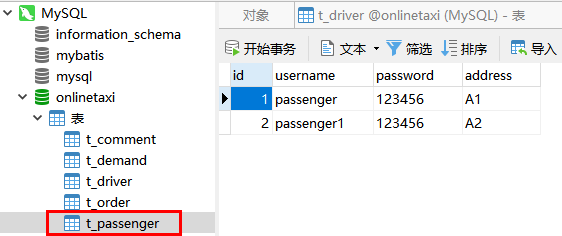 MySQL
information_schema
mybatis
mysql
onlinetaxi
表
t_comment
t_demand
t_driver
t_order
t_passenger
对象 t_driver @onlinetaxi (MySQL) - 表
开始事务 文本 筛选 排序 导入
id username password address
1 passenger 123456 A1
2 passenger1 123456 A2